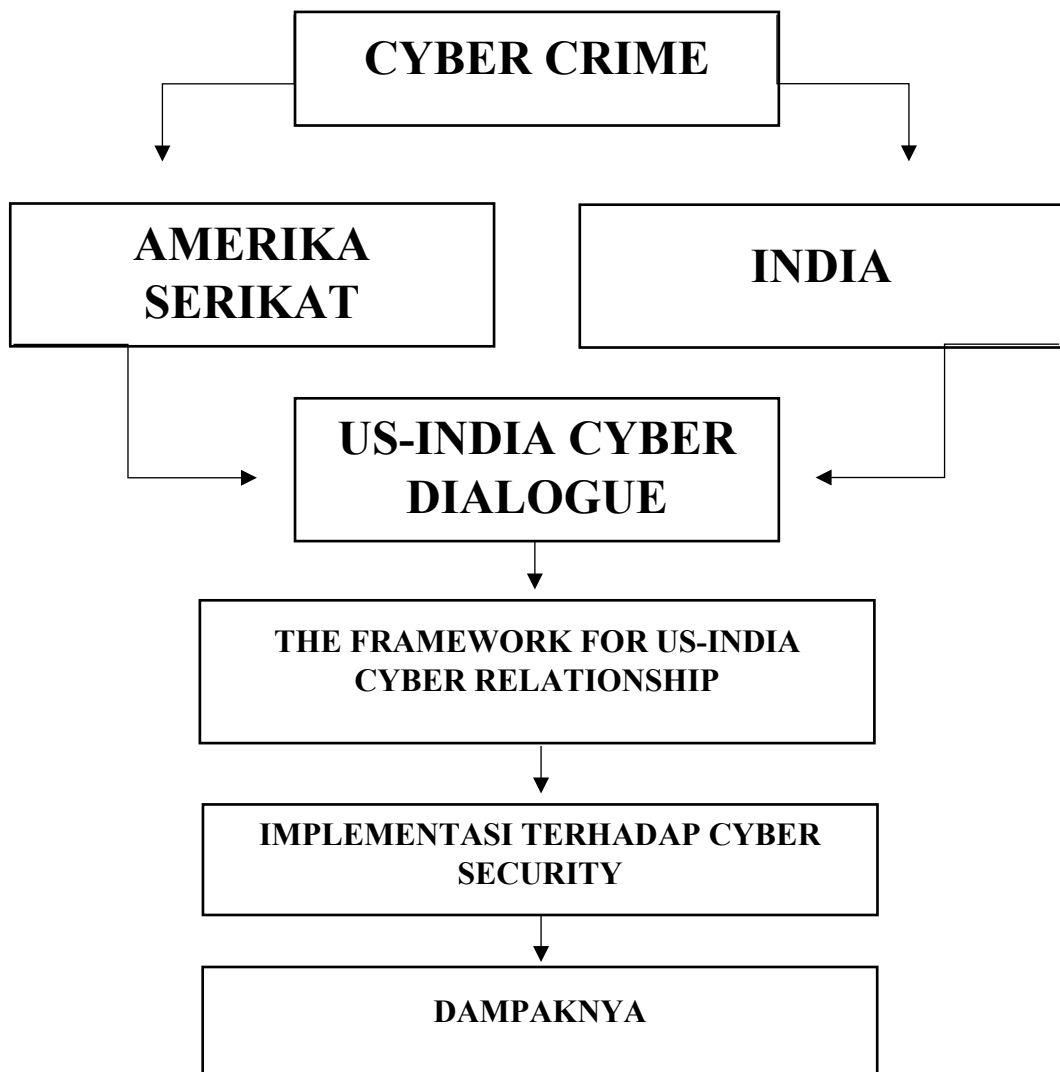 CYBER CRIME
AMERIKA
SERIKAT
INDIA
US-INDIA CYBER
DIALOGUE
THE FRAMEWORK FOR US-INDIA
CYBER RELATIONSHIP
IMPLEMENTASI TERHADAP CYBER
SECURITY
DAMPAKNYA